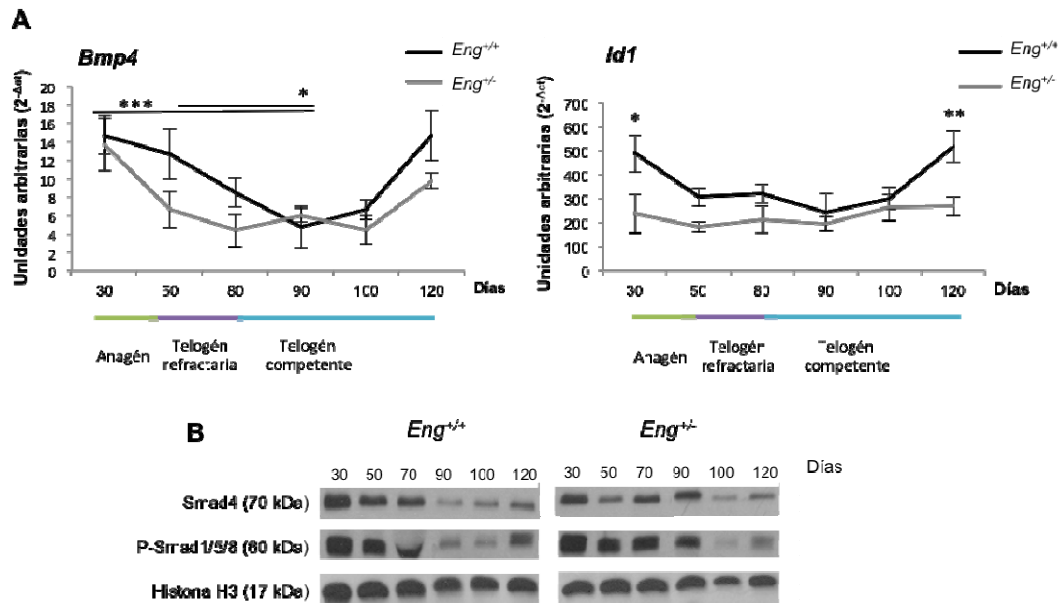 A
Bmp4
Eng+/+
Eng+/-
Unidades arbitrarias (2-Δct)
20
18
16
14
12
10
8
6
4
2
0
***
*
30 50 80 90 100 120 Días
Anagén
Telogén refractaria
Telogén competente
Id1
Eng+/+
Eng+/-
Unidades arbitrarias (2-Δct)
700
600
500
400
300
200
100
0
*
**
30 50 80 90 100 120 Días
Anagén
Telogén refractaria
Telogén competente
B
Eng+/+ Eng+/-
30 50 70 90 100 120 30 50 70 90 100 120 Días
Smad4 (70 kDa)
P-Smad1/5/8 (60 kDa)
Histona H3 (17 kDa)